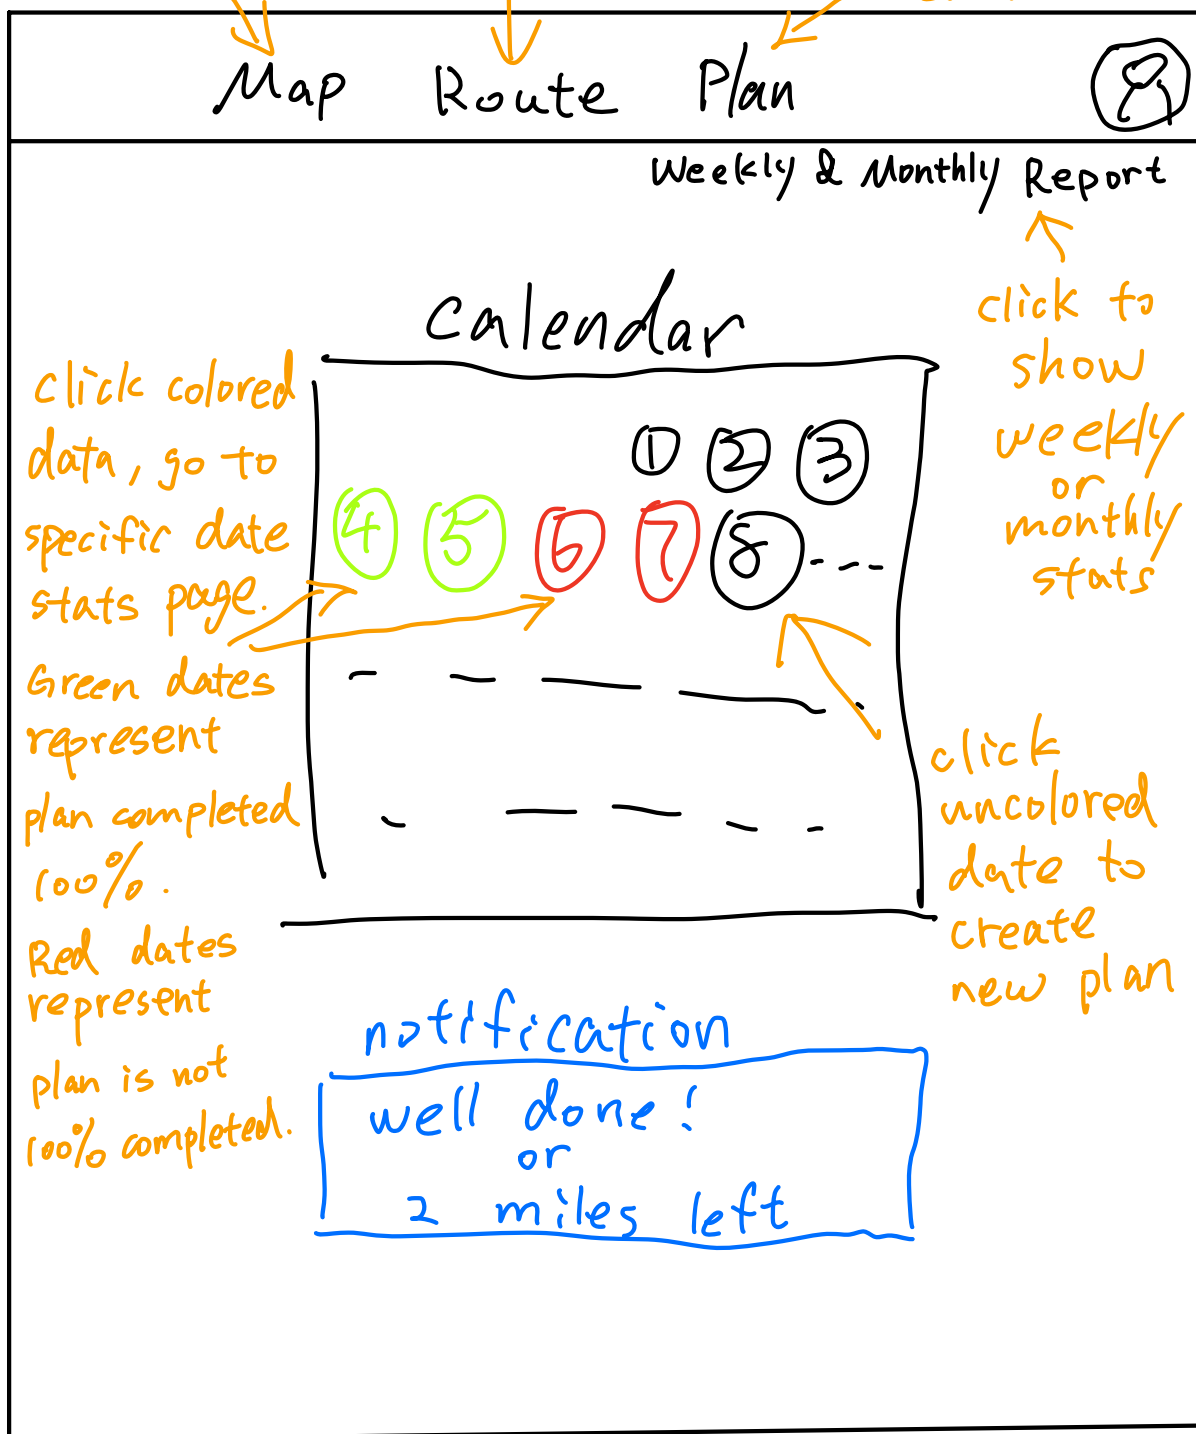 Map Route Plan
Weekly & Monthly Report
click to
show
weekly
or
monthly
stats
Calendar
click colored
data, go to
specific date
stats page.
Green dates
represent
plan completed
100%.
Red dates
represent
plan is not
100% completed.
1 2 3
4 5 6 7 8
click
uncolored
date to
create
new plan
notification
well done!
or
2 miles left